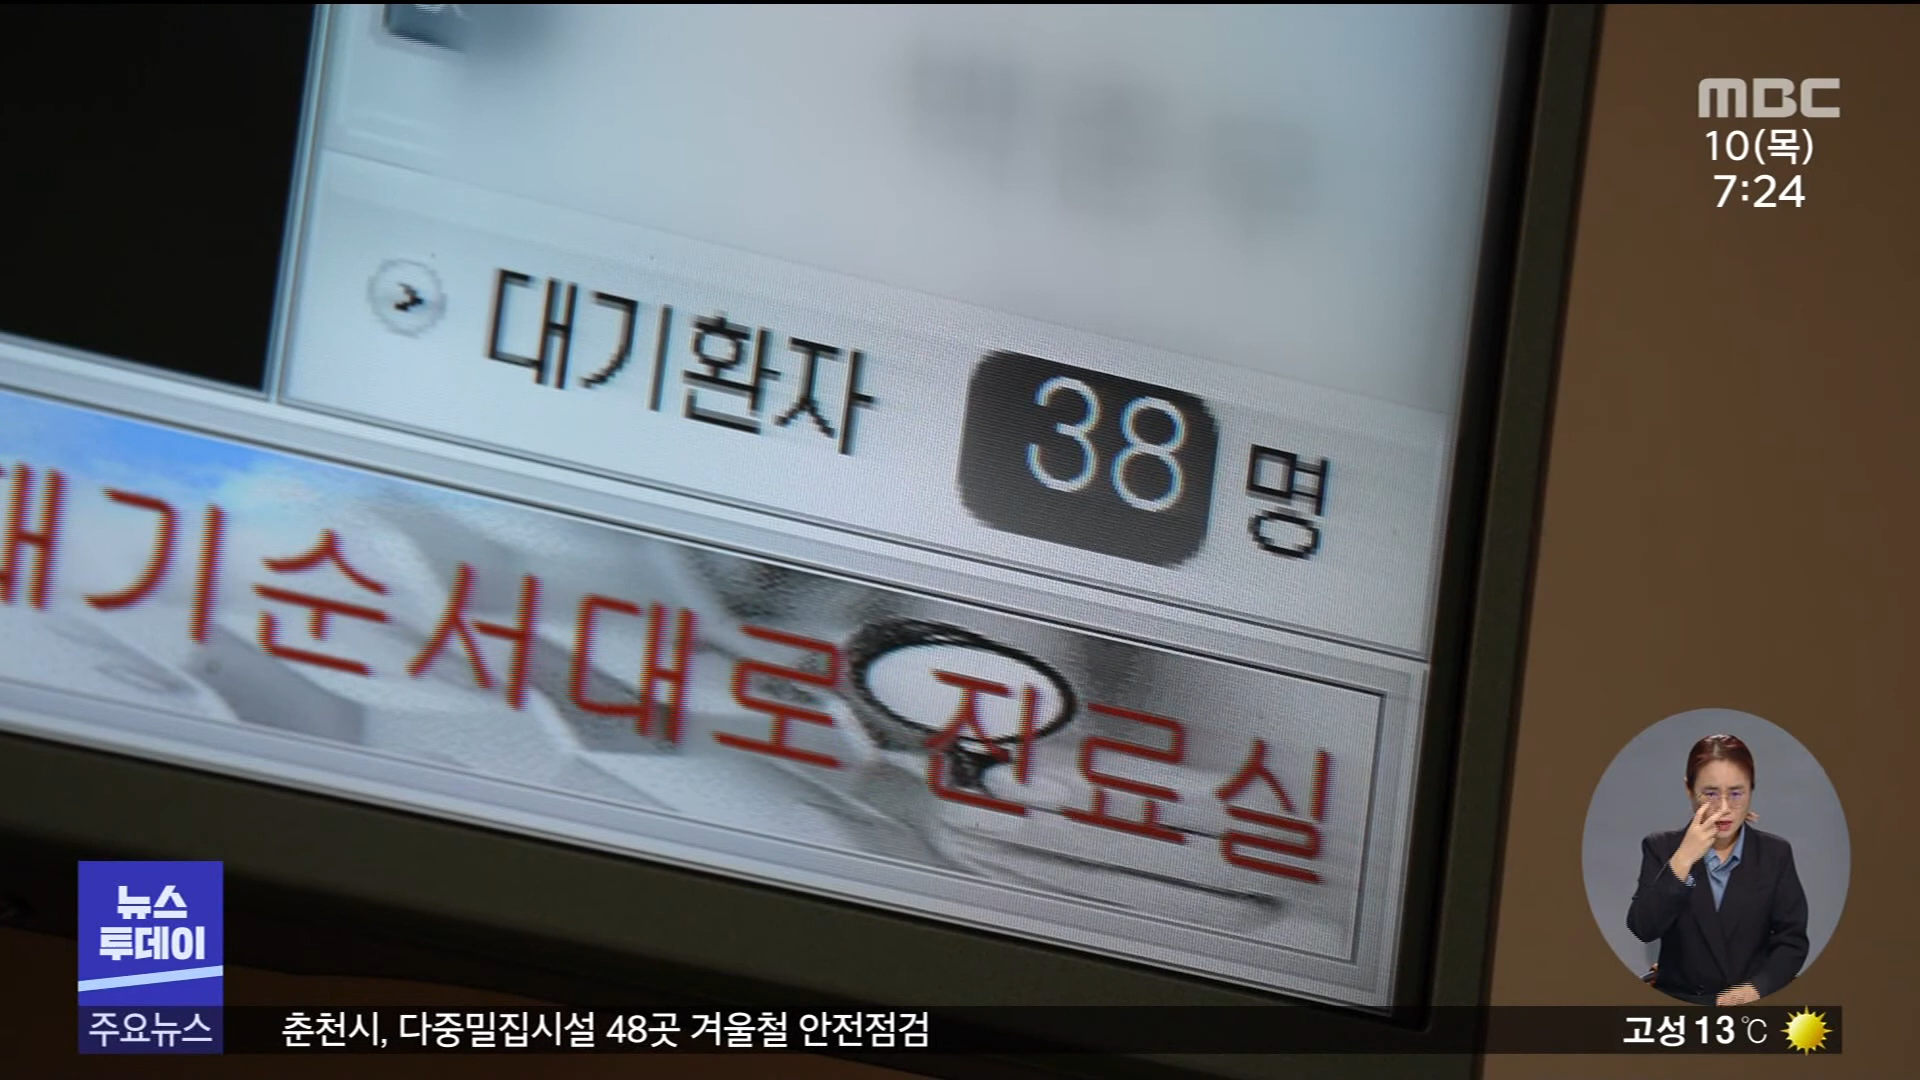 MBC
10(목)
7:24
대기환자 38 명
대기순서대로 진료실
뉴스
투데이
주요뉴스
춘천시, 다중밀집시설 48곳 겨울철 안전점검
고성 13℃